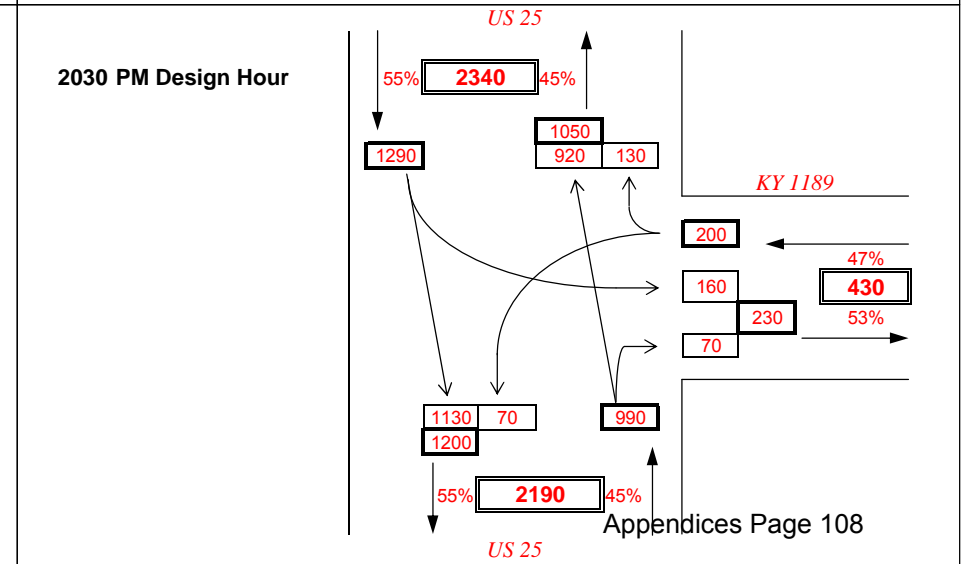 US 25
2030 PM Design Hour
55% 2340 45%
1050
1290 920 130
KY 1189
200
47%
160 430
230 53%
70
1130 70 990
1200
55% 2190 45%
Appendices Page 108
US 25